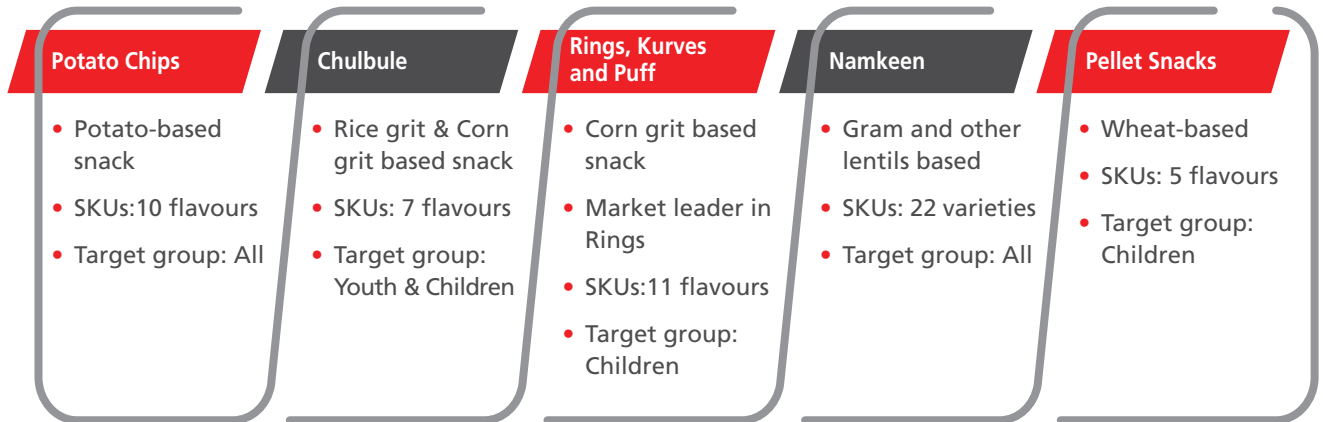 Potato Chips
• Potato-based
snack
• SKUs:10 flavours
• Target group: All
Chulbule
• Rice grit & Corn
grit based snack
• SKUs: 7 flavours
• Target group:
Youth & Children
Rings, Kurves
and Puff
• Corn grit based
snack
• Market leader in
Rings
• SKUs:11 flavours
• Target group:
Children
Namkeen
• Gram and other
lentils based
• SKUs: 22 varieties
• Target group: All
Pellet Snacks
• Wheat-based
• SKUs: 5 flavours
• Target group:
Children